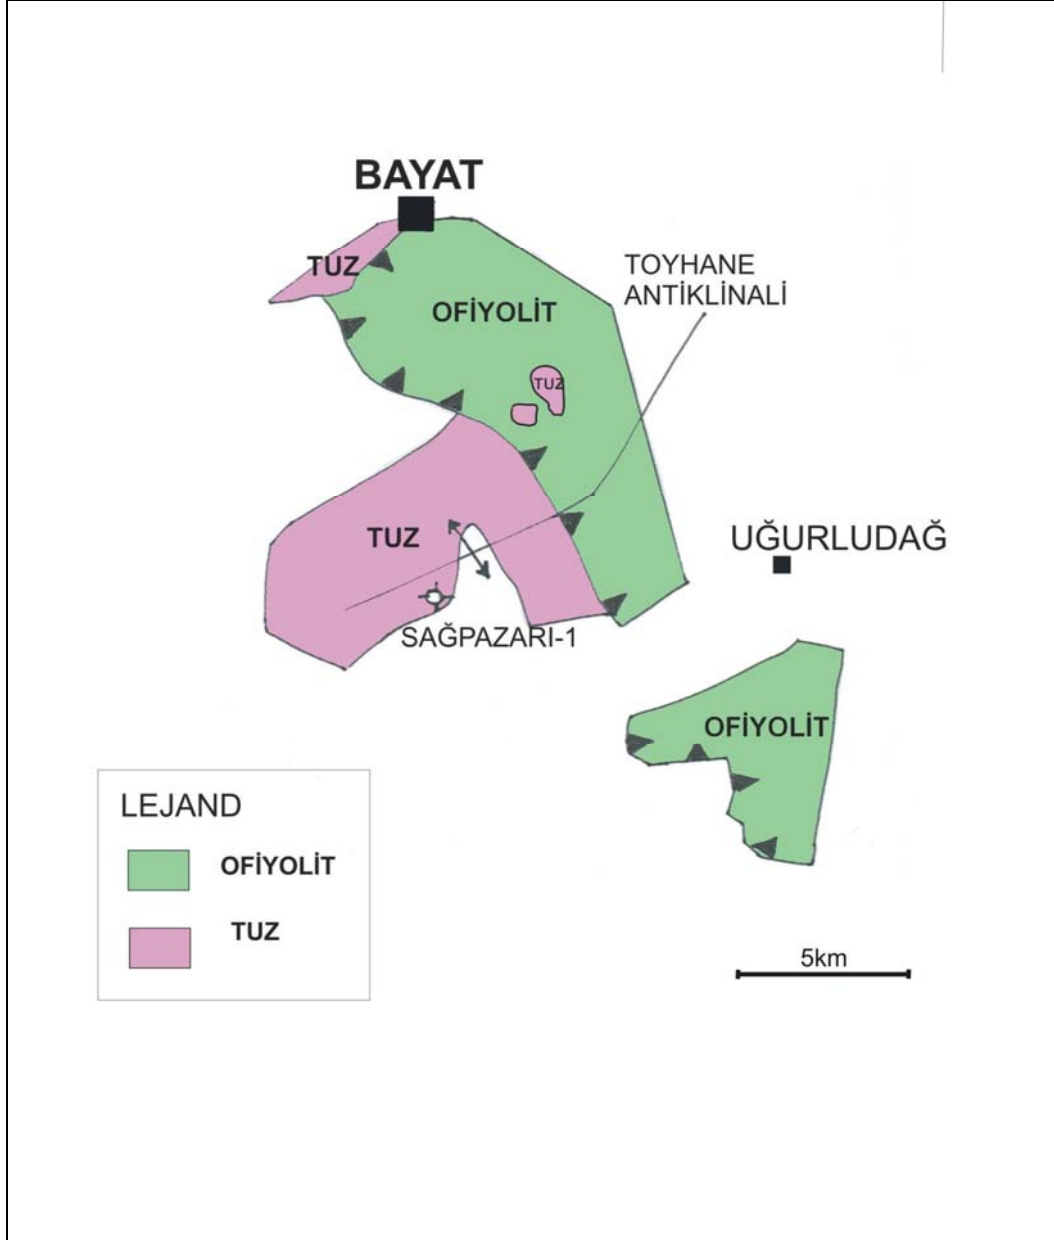 BAYAT
TUZ
TOYHANE
ANTİKLİNALİ
OFİYOLİT
TUZ
TUZ
UĞURLUDAĞ
SAĞPAZARI-1
OFİYOLİT
LEJAND
OFİYOLİT
TUZ
5km